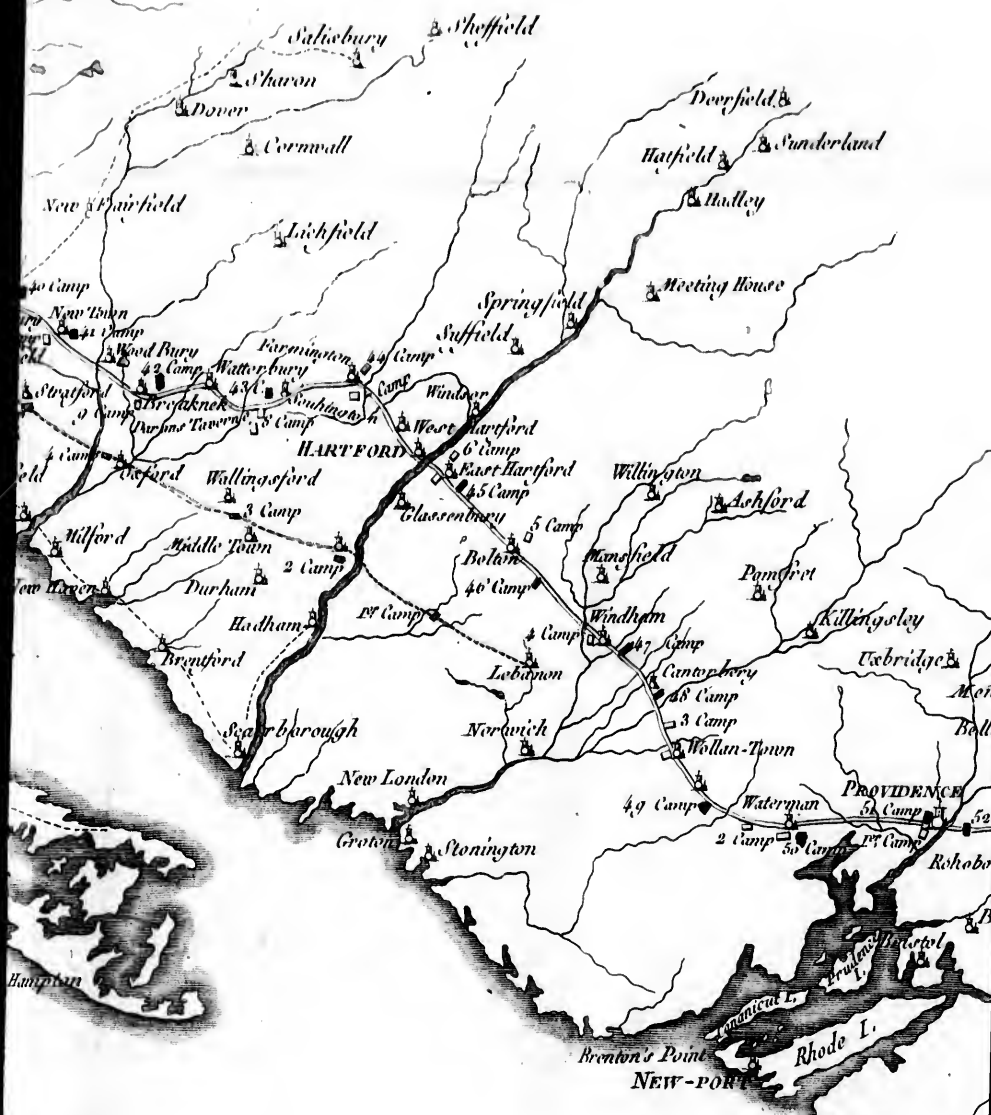 Sheffield
Salisbury
Sharon
Dover
Cornwall
Deerfield
Sunderland
Hatfield
Hadley
New Fairfield
Lichfield
Meeting House
40 Camp
New Town
41 Camp
Springfield
Suffield
Wood Bury
Farmington
44 Camp
42 Camp
Watterbury
43 C.
Stratford
Camp
Windsor
Southington
Breaknek
9 Camp
Parons Tavern
8 Camp
West Hartford
HARTFORD
6 Camp
East Hartford
4 Camp
Oxford
Wallingsford
45 Camp
Willington
Ashford
Glassenbury
3 Camp
5 Camp
Milford
Middle Town
Bolton
Mansfield
2 Camp
46 Camp
Pomfret
New Haven
Durham
Hadham
1st Camp
Windham
4 Camp
47 Camp
Killingsley
Brentford
Lebanon
Canterbery
Uxbridge
48 Camp
3 Camp
Norwich
Seabrborough
Wollan-Town
New London
49 Camp
Waterman
PROVIDENCE
51 Camp
52
Groton
Stonington
2 Camp
50 Camp
1st Camp
Rohobo
Bristol
Hampton
Prudence I.
Cananicut I.
Rhode I.
Brenton's Point
NEW-PORT